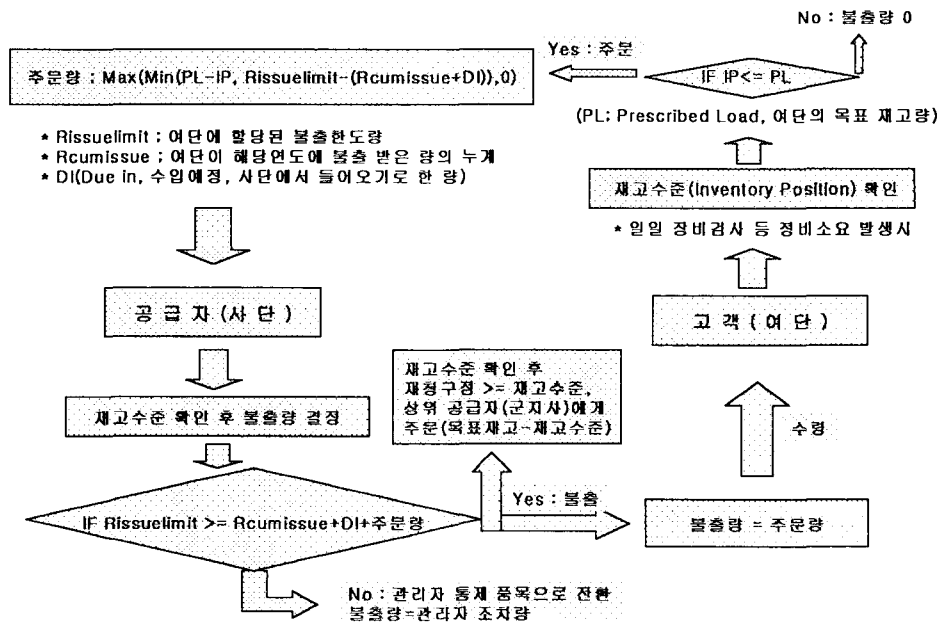 No : 불출량 0
Yes : 주문
주문량 : Max(Min(PL-IP, Rissuelimit-(Rcumissue+DI)),0)
IF IP<= PL
(PL: Prescribed Load, 여단의 목표 재고량)
* Rissuelimit ; 여단에 할당된 불출한도량
* Rcumissue ; 여단이 해당연도에 불출 받은 량의 누계
* DI(Due in, 수입예정, 사단에서 들어오기로 한 량)
재고수준(Inventory Position) 확인
* 일일 장비검사 등 정비소요 발생시
공 급 자 ( 사 단 )
고 객 ( 여 단 )
재고수준 확인 후
재청구점 >= 재고수준,
상위 공급자(군지사)에게
주문(목표재고-재고수준)
재고수준 확인 후 불출량 결정
수령
IF Rissuelimit >= Rcumissue+DI+주문량
Yes : 불출
불출량 = 주문량
No : 관리자 통제 품목으로 전환
불출량=관리자 조치량